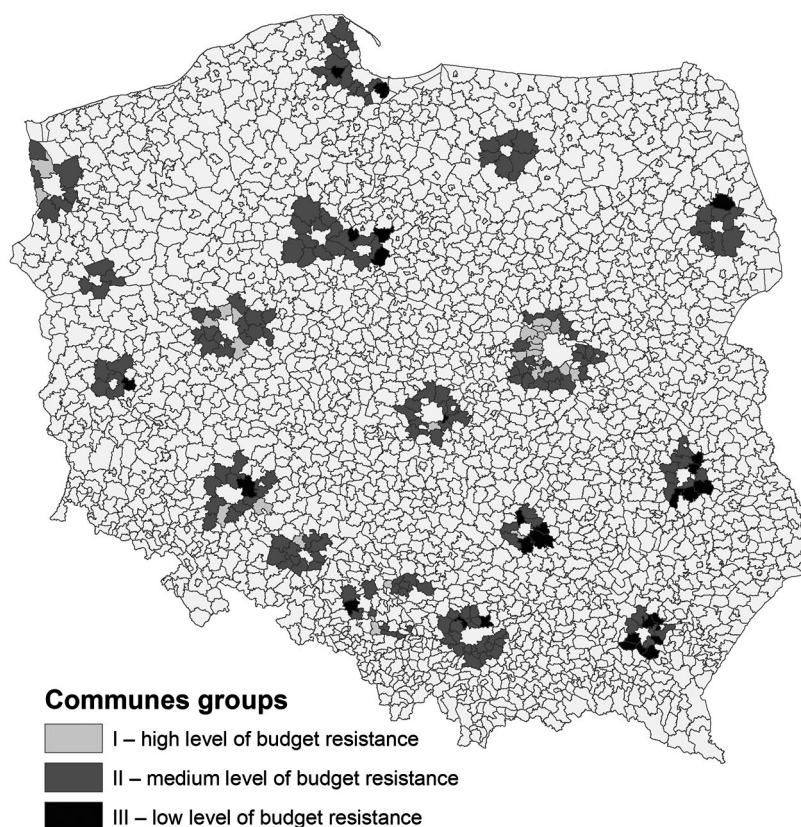 Communes groups
I – high level of budget resistance
II – medium level of budget resistance
III – low level of budget resistance